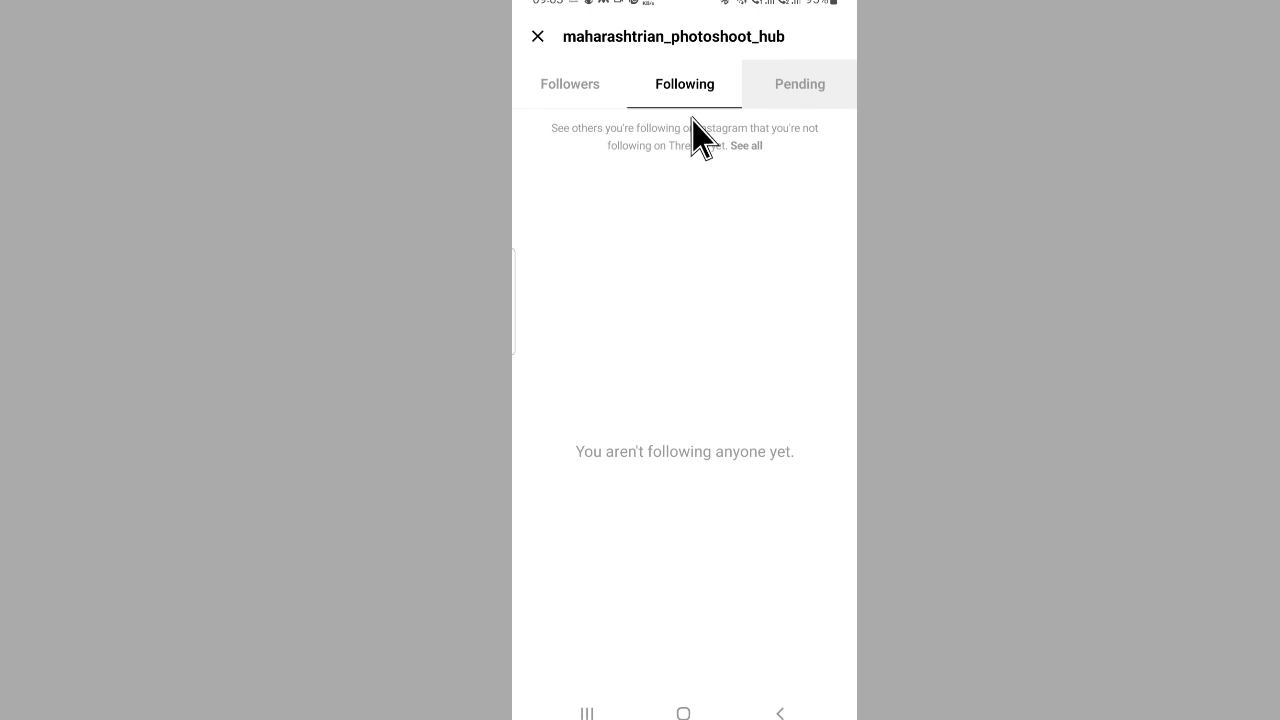 maharashtrian_photoshoot_hub
Followers Following Pending
See others you're following on Instagram that you're not
following on yet. See all
You aren't following anyone yet.